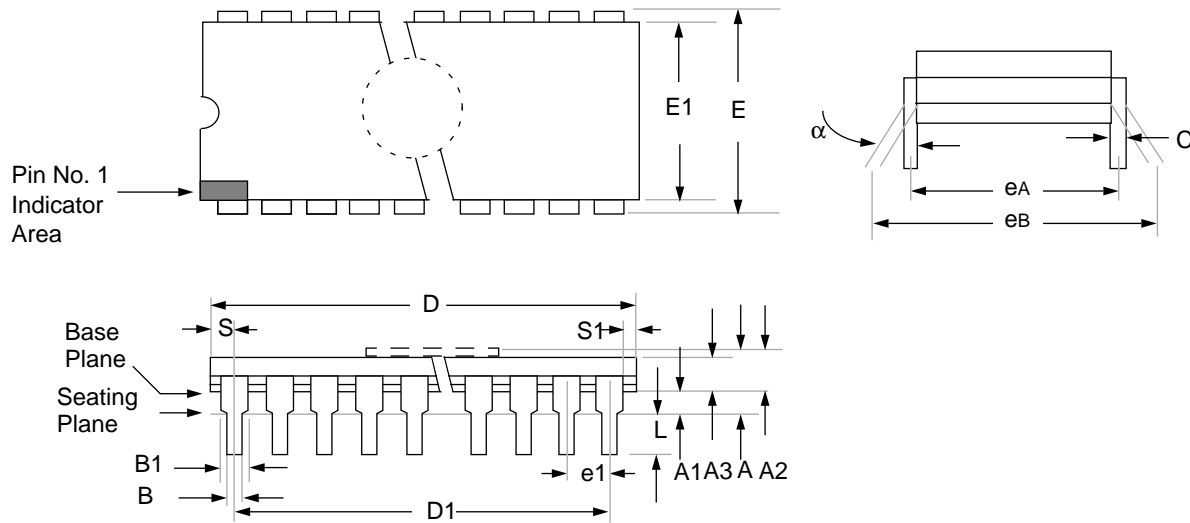 E1
E
α
C
eA
eB
Pin No. 1
Indicator
Area
D
S
S1
Base
Plane
Seating
Plane
L
B1
B
e1
A1
A3
A
A2
D1